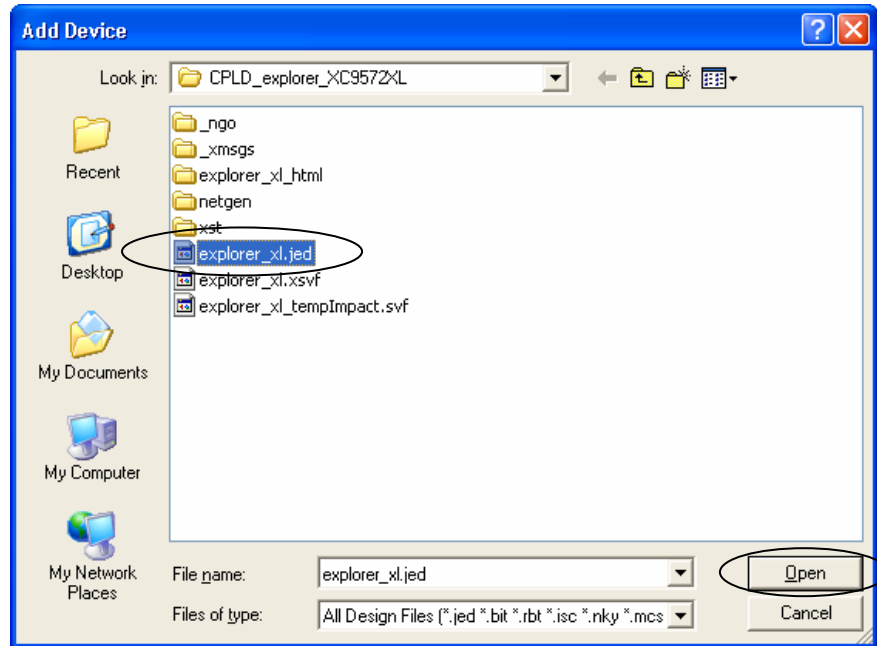 Add Device
Look in: CPLD_explorer_XC9572XL
Recent
Desktop
My Documents
My Computer
My Network Places
_ngo
_xmsgs
explorer_xl_html
netgen
xst
explorer_xl.jed
explorer_xl.xsvf
explorer_xl_tempImpact.svf
File name: explorer_xl.jed Open
Files of type: All Design Files (*.jed *.bit *.rbt *.isc *.nky *.mcs Cancel